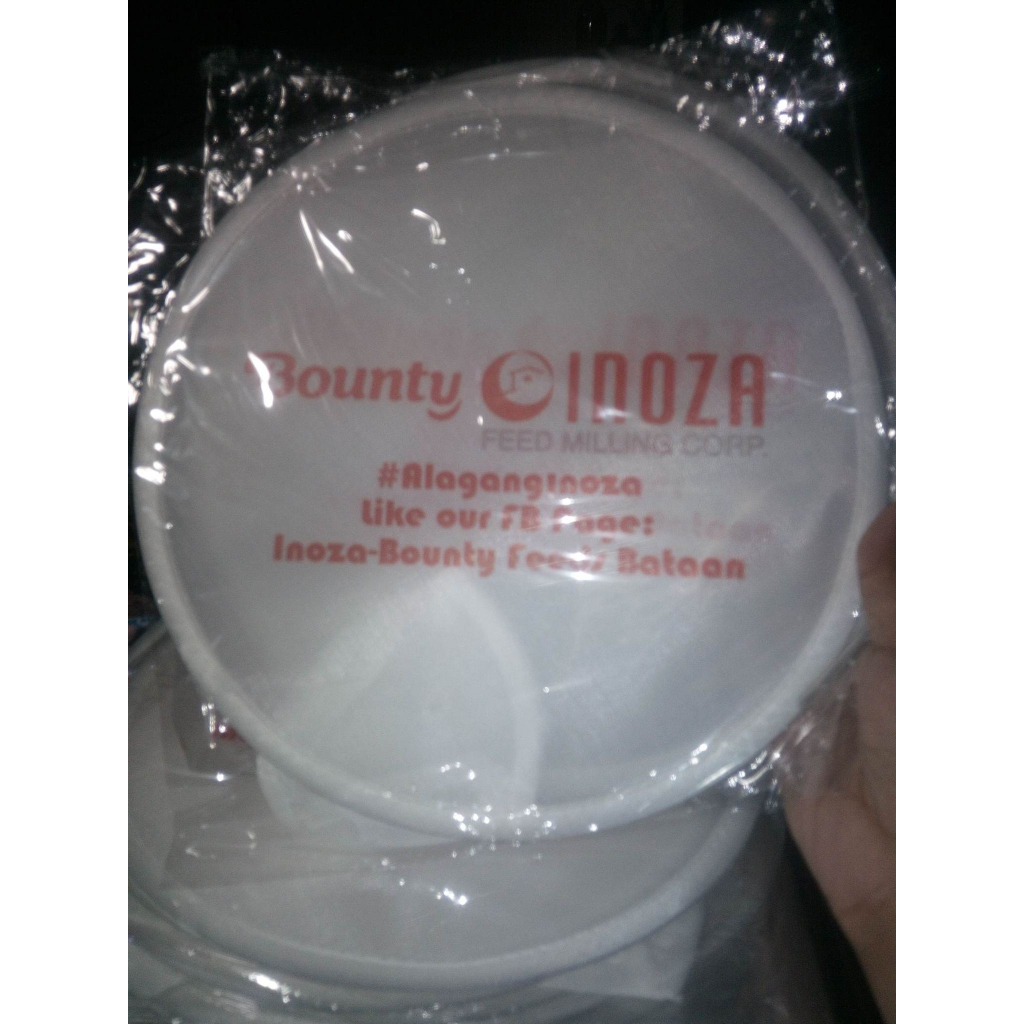 Bounty INOZA
FEED MILLING CORP.
#AlagangInoza
Like our FB Page:
Inoza-Bounty Feeds Bataan